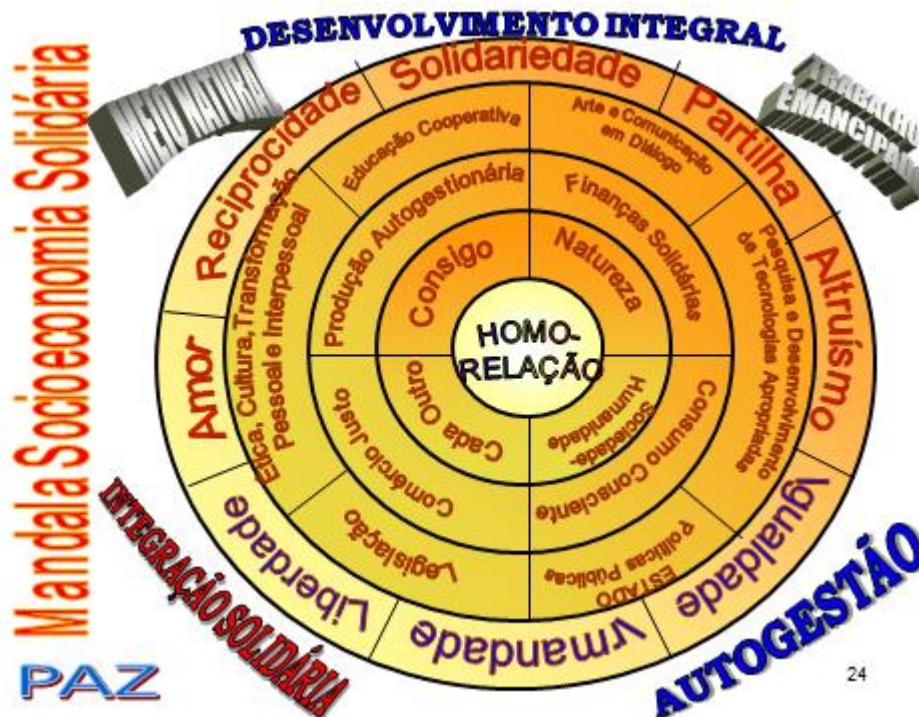 Mandala Socioeconomia Solidária
DESENVOLVIMENTO INTEGRAL
MEIO NATURAL
TRABALHO
EMANCIPADO
Solidariedade
Partilha
Altruísmo
Igualdade
Vrmandade
Liberdade
Amor
Reciprocidade
Educação Cooperativa
Arte e Comunicação
em Diálogo
Pesquisa e Desenvolvimento
de Tecnologias Apropriadas
ESTADO
Políticas Públicas
Legislação
Ética, Cultura, Transformação
Pessoal e Interpessoal
Produção Autogestionária
Finanças Solidárias
Consumo Consciente
Comércio Justo
Consigo
Natureza
Sociedade-
Humanidade
Cada Outro
HOMO-
RELAÇÃO
INTEGRAÇÃO SOLIDÁRIA
AUTOGESTÃO
PAZ
24